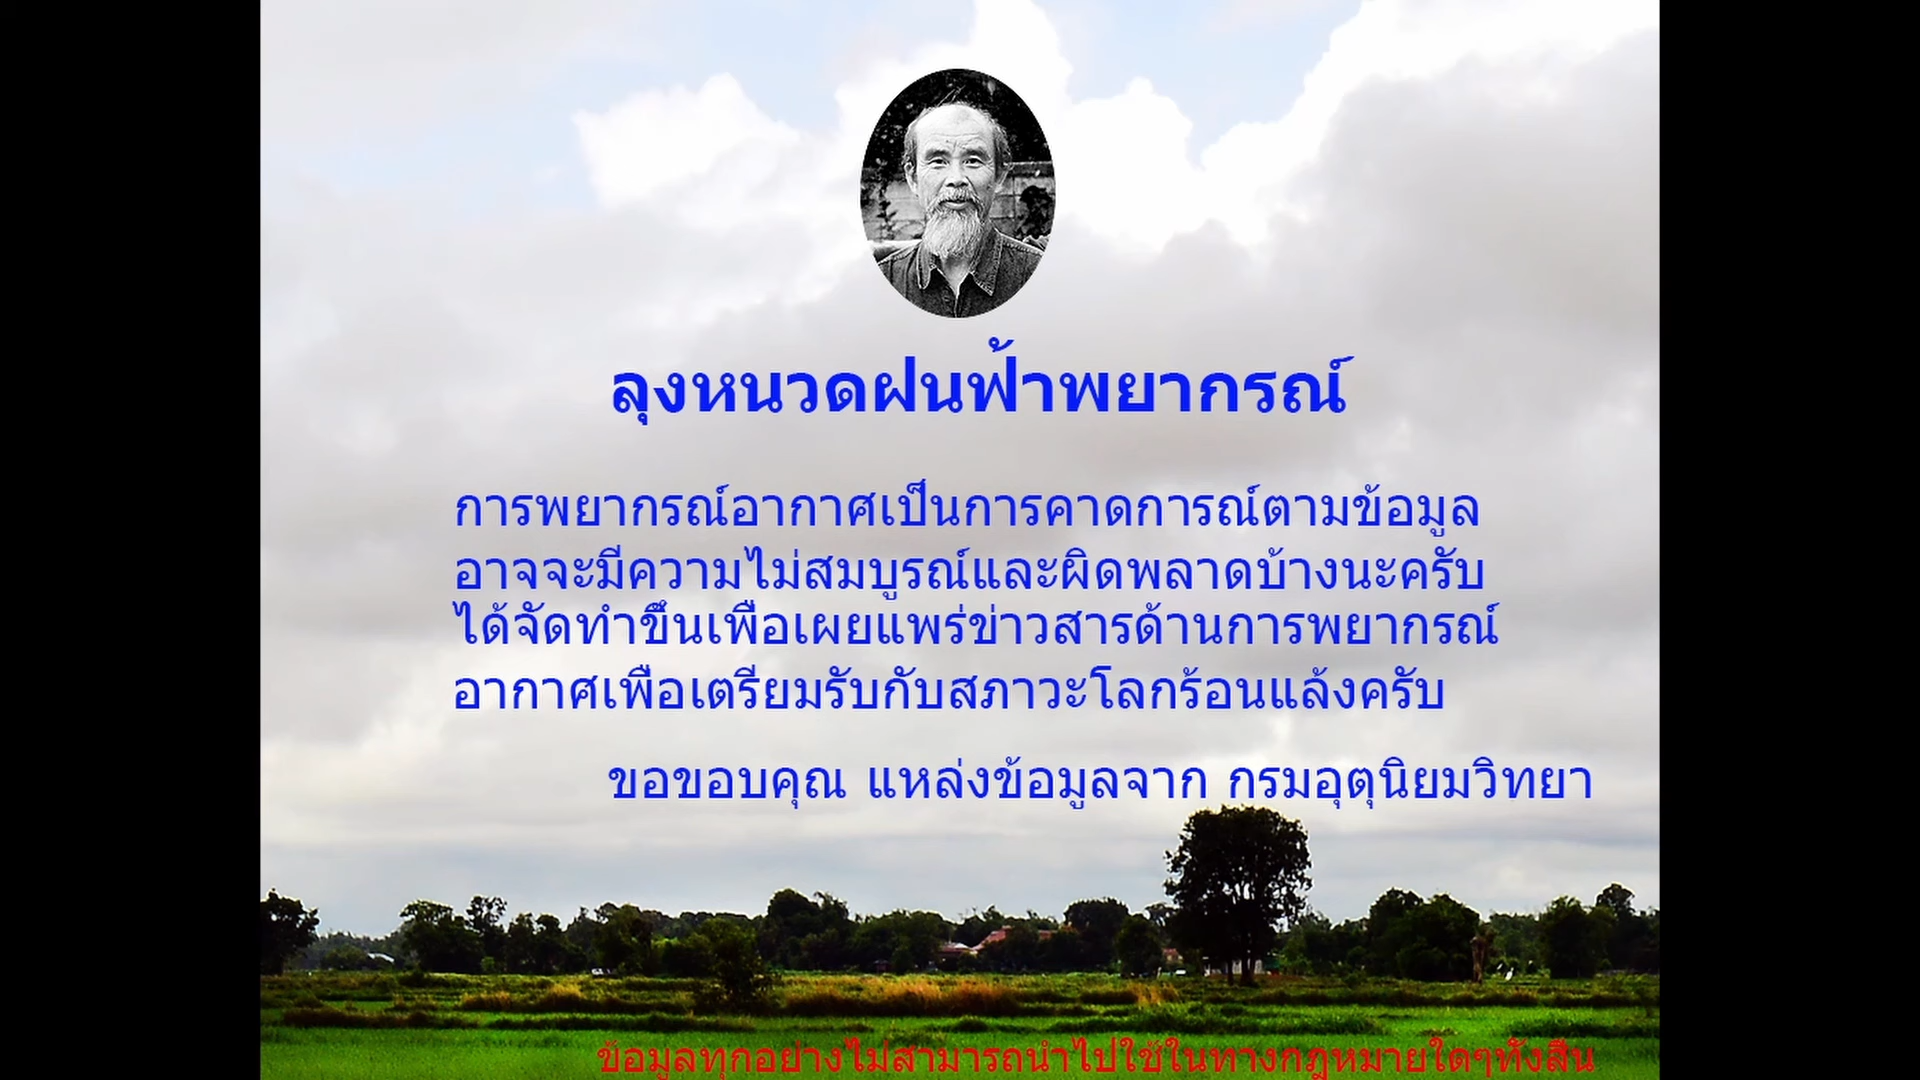 ลุงหนวดฝนฟ้าพยากรณ์
การพยากรณ์อากาศเป็นการคาดการณ์ตามข้อมูล
อาจจะมีความไม่สมบูรณ์และผิดพลาดบ้างนะครับ
ได้จัดทำขึ้นเพื่อเผยแพร่ข่าวสารด้านการพยากรณ์
อากาศเพื่อเตรียมรับกับสภาวะโลกร้อนแล้งครับ
ขอขอบคุณ แหล่งข้อมูลจาก กรมอุตุนิยมวิทยา
ข้อมูลทุกอย่างไม่สามารถนำไปใช้ในทางกฎหมายใดๆทั้งสิ้น